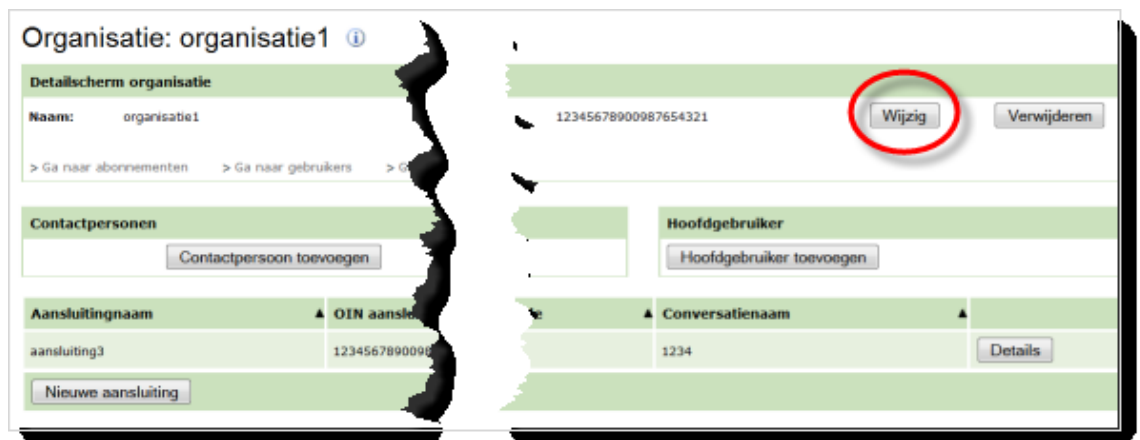 Organisatie: organisatie1
Detailscherm organisatie
Naam: organisatie1 12345678900987654321 Wijzig Verwijderen
> Ga naar abonnementen > Ga naar gebruikers >
Contactpersonen Hoofdgebruiker
Contactpersoon toevoegen Hoofdgebruiker toevoegen
Aansluitingnaam OIN Conversatienaam
aansluiting3 1234 Details
Nieuwe aansluiting